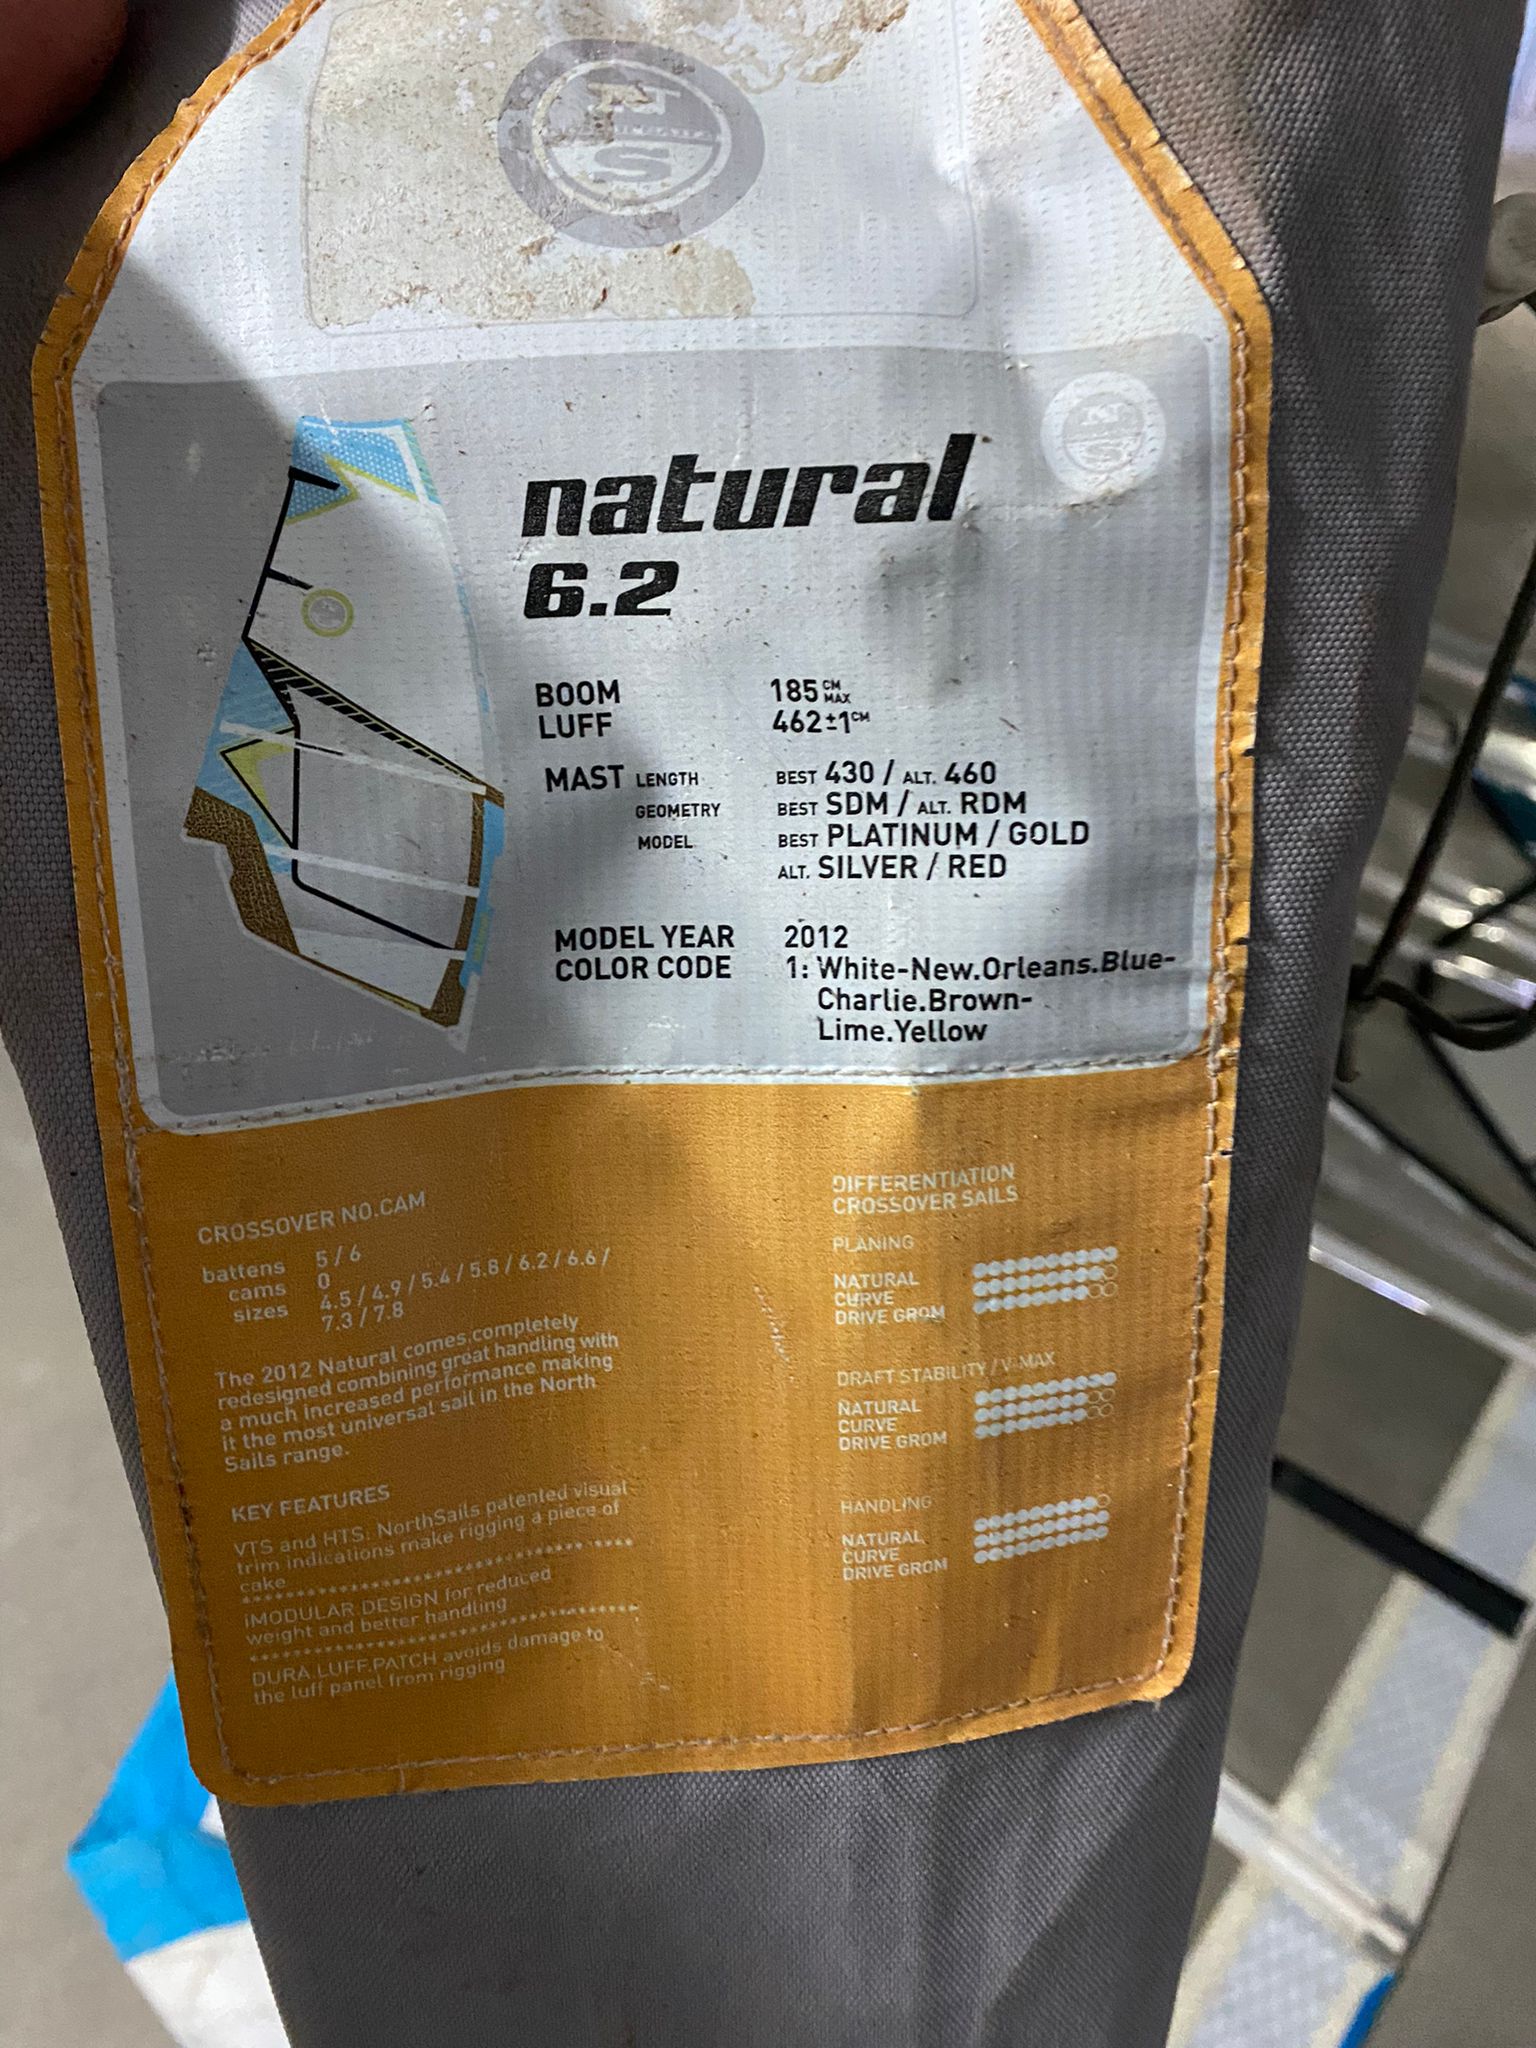 natural
6.2
BOOM 185 CM MAX
LUFF 462±1CM
MAST LENGTH BEST 430 / ALT. 460
GEOMETRY BEST SDM / ALT. RDM
MODEL BEST PLATINUM / GOLD
ALT. SILVER / RED
MODEL YEAR 2012
COLOR CODE 1: White-New.Orleans.Blue-
Charlie.Brown-
Lime.Yellow
CROSSOVER NO.CAM
battens 5 / 6
cams 0
sizes 4.5 / 4.9 / 5.4 / 5.8 / 6.2 / 6.6 /
7.3 / 7.8
The 2012 Natural comes completely
redesigned combining great handling with
a much increased performance making
it the most universal sail in the North
Sails range.
KEY FEATURES
VTS and HTS: NorthSails patented visual
trim indications make rigging a piece of
cake
iMODULAR DESIGN for reduced
weight and better handling
DURA.LUFF.PATCH avoids damage to
the luff panel from rigging
DIFFERENTIATION
CROSSOVER SAILS
PLANING
NATURAL
CURVE
DRIVE GROM
DRAFT STABILITY / V-MAX
NATURAL
CURVE
DRIVE GROM
HANDLING
NATURAL
CURVE
DRIVE GROM